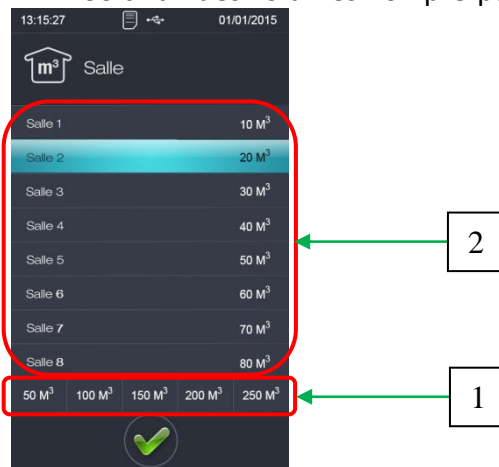 13:15:27 01/01/2015
m³ Salle
Salle 1 10 M³
Salle 2 20 M³
Salle 3 30 M³
Salle 4 40 M³
Salle 5 50 M³
Salle 6 60 M³
Salle 7 70 M³
Salle 8 80 M³
50 M³ 100 M³ 150 M³ 200 M³ 250 M³
2
1